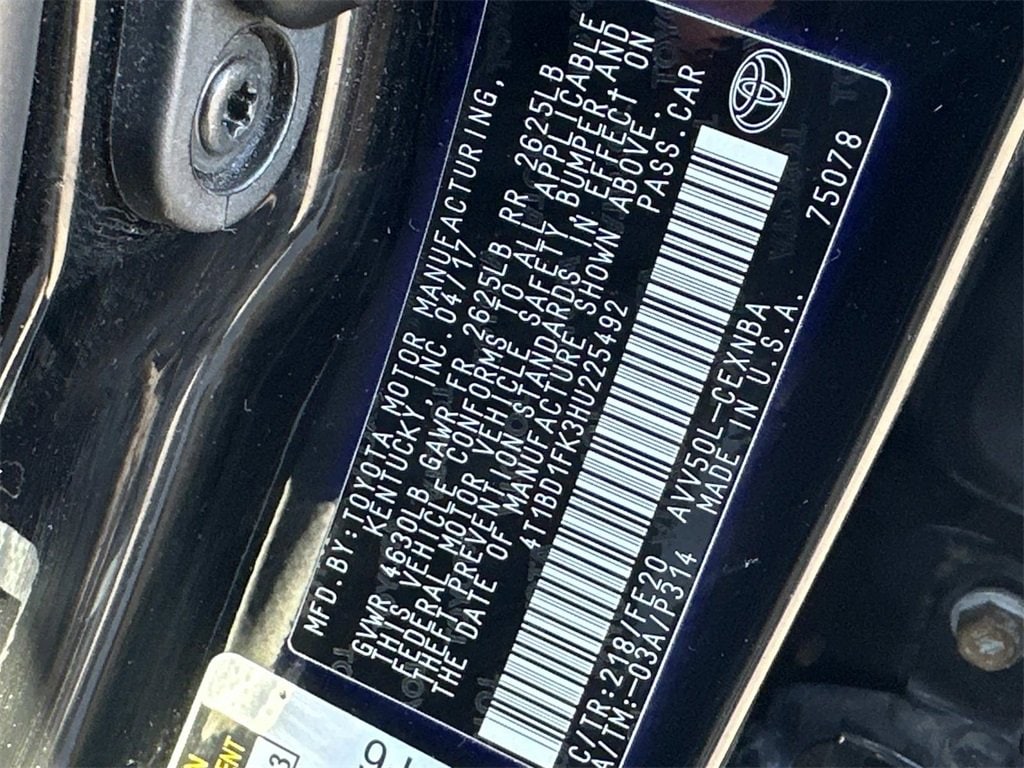 MFD.BY:TOYOTA MOTOR MANUFACTURING,
KENTUCKY,INC.04/17
GVWR 4630LB GAWR FR 2625LB RR 2625LB
THIS VEHICLE CONFORMS TO ALL APPLICABLE
FEDERAL MOTOR VEHICLE SAFETY,BUMPER,AND
THEFT PREVENTION STANDARDS IN EFFECT ON
THE DATE OF MANUFACTURE SHOWN ABOVE.
4T1BD1FK3HU225492 PASS.CAR
C/TR:218/FE20 AVV50L-CEXNBA
A/TM:-03A/P314 MADE IN U.S.A.
75078
3